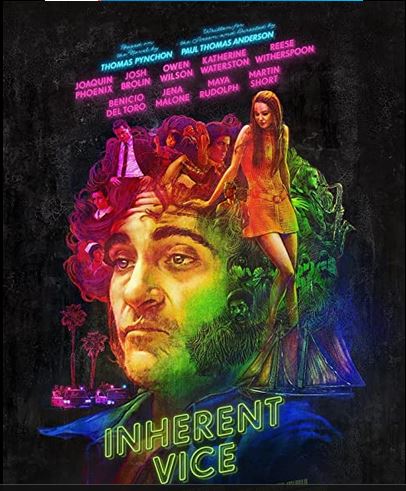 Based on
the Novel by
THOMAS PYNCHON
Written for
the Screen and Directed by
PAUL THOMAS ANDERSON
JOAQUIN PHOENIX
JOSH BROLIN
OWEN WILSON
KATHERINE WATERSTON
REESE WITHERSPOON
BENICIO DEL TORO
JENA MALONE
MAYA RUDOLPH
MARTIN SHORT
INHERENT
VICE